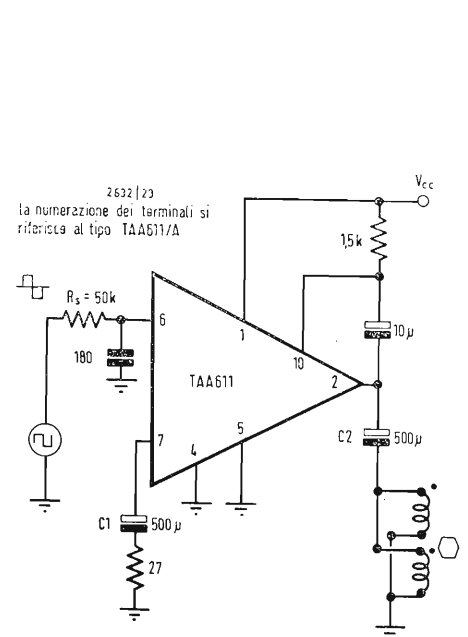 2632/23
la numerazione dei terminali si
riferisce al tipo TAA611/A
Vcc
1,5k
Rs = 50k
6
1
10
10µ
180
TAA611
2
7
4
5
C2 500µ
C1 500µ
27